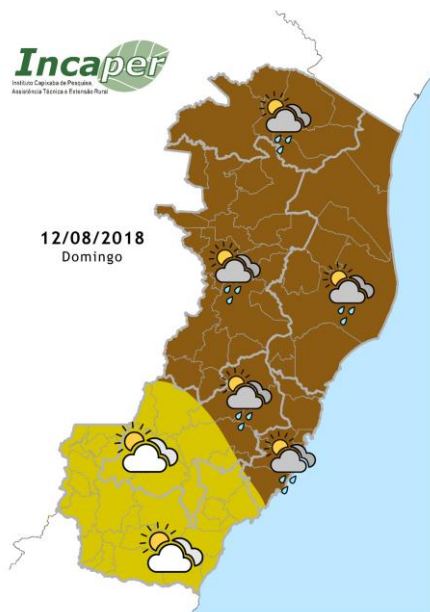 Incaper
Instituto Capixaba de Pesquisa,
Assistência Técnica e Extensão Rural
12/08/2018
Domingo